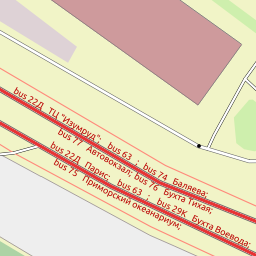 bus 22Д  ТЦ "Изумруд";  bus 63  ;  bus 74  Баляева;
bus 77  Автовокзал; bus 76  Бухта Тихая;
bus 22Д  Парис;  bus 63  ;  bus 29К  Бухта Воевода;
bus 75  Приморский океанариум;